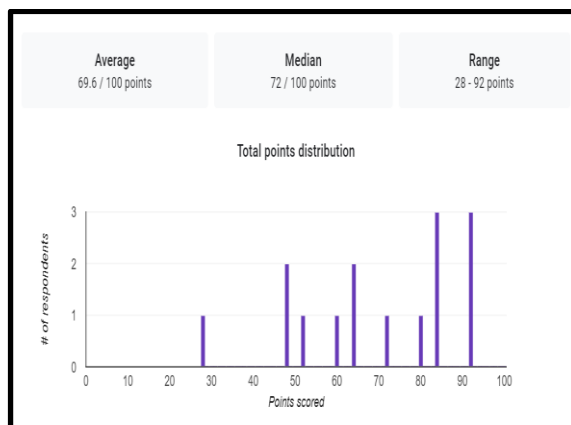 Average
69.6 / 100 points
Median
72 / 100 points
Range
28 - 92 points
Total points distribution
# of respondents
3
2
1
0
0 10 20 30 40 50 60 70 80 90 100
Points scored